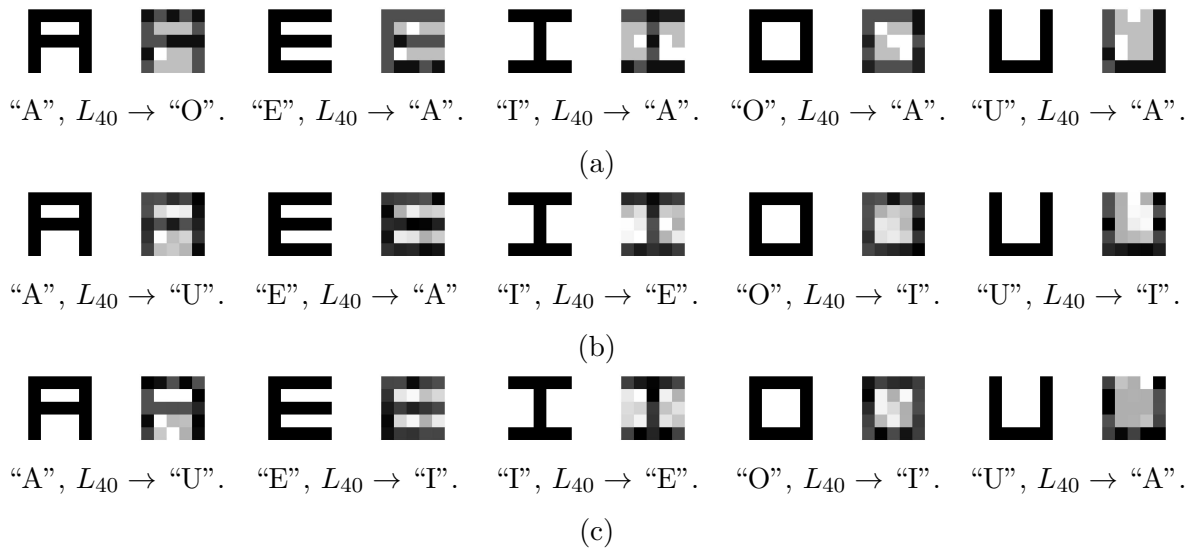 “A”, L₄₀ → “O”. “E”, L₄₀ → “A”. “I”, L₄₀ → “A”. “O”, L₄₀ → “A”. “U”, L₄₀ → “A”.
(a)
“A”, L₄₀ → “U”. “E”, L₄₀ → “A” “I”, L₄₀ → “E”. “O”, L₄₀ → “I”. “U”, L₄₀ → “I”.
(b)
“A”, L₄₀ → “U”. “E”, L₄₀ → “I”. “I”, L₄₀ → “E”. “O”, L₄₀ → “I”. “U”, L₄₀ → “A”.
(c)